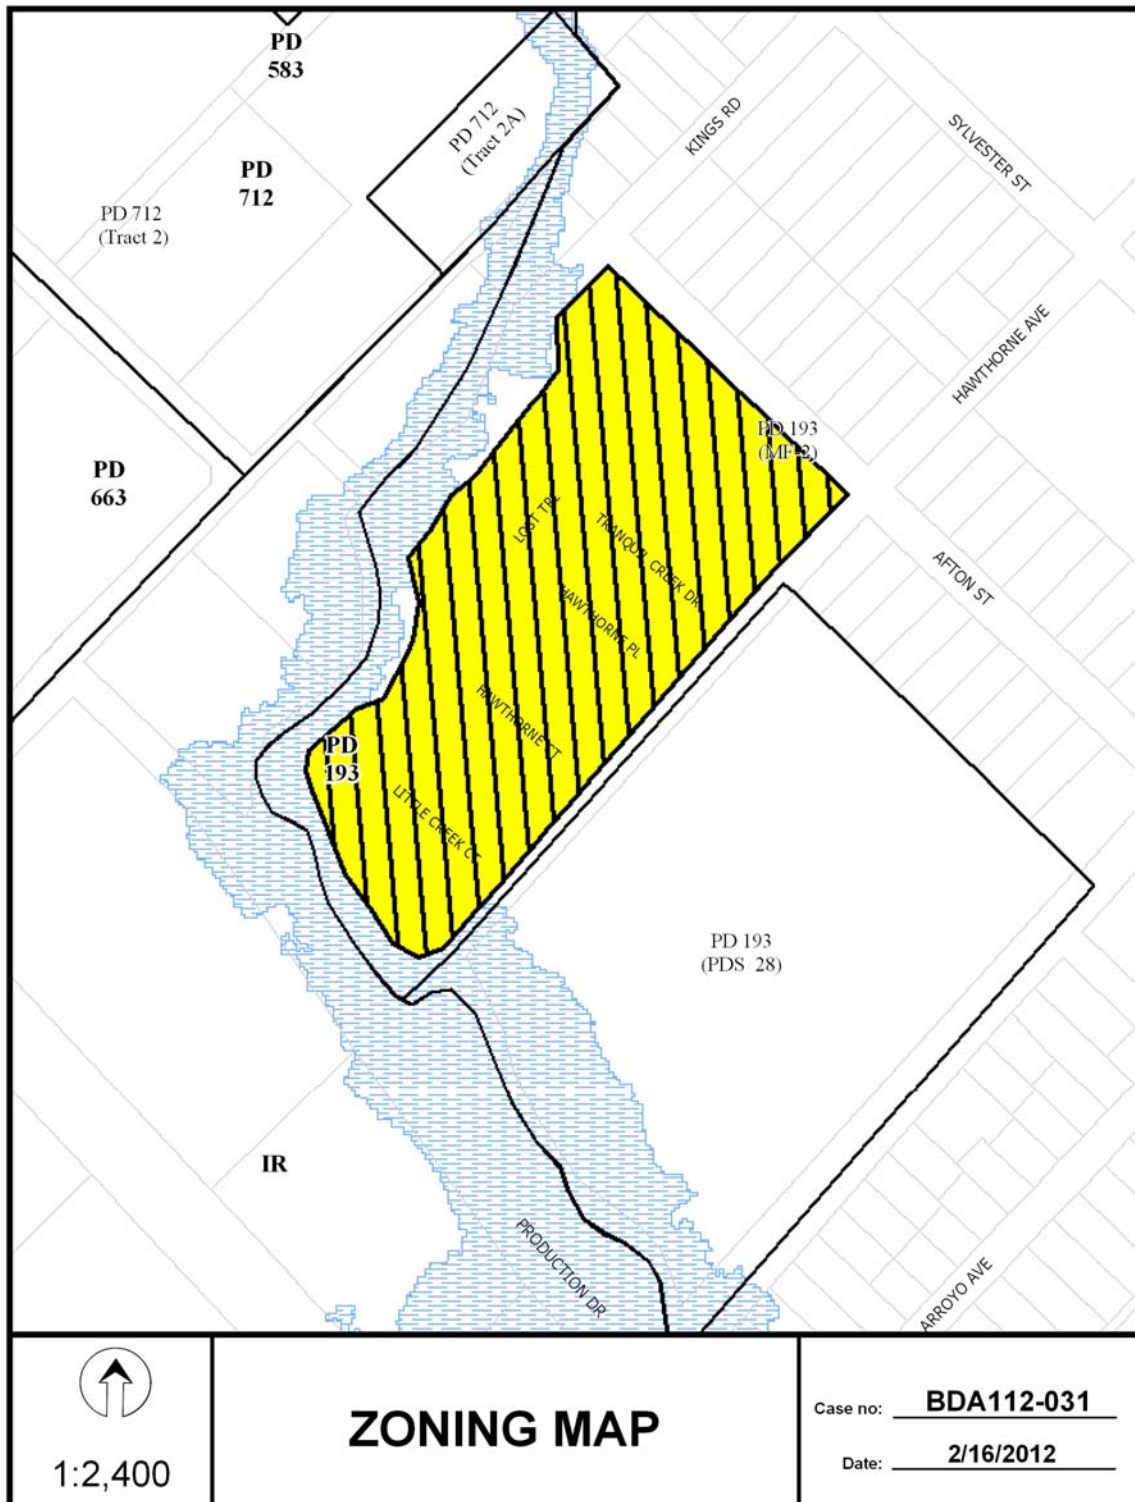 PD
583
PD 712
(Tract 2A)
KINGS RD
SYLVESTER ST
PD
712
PD 712
(Tract 2)
HAWTHORNE AVE
PD 193
(MF-2)
PD
663
LOST TRL
TRANQUIL CREEK DR
AFTON ST
HAWTHORNE PL
HAWTHORNE CT
PD
193
LITTLE CREEK CT
PD 193
(PDS 28)
IR
PRODUCTION DR
ARROYO AVE
1:2,400
ZONING MAP
Case no: BDA112-031
Date: 2/16/2012